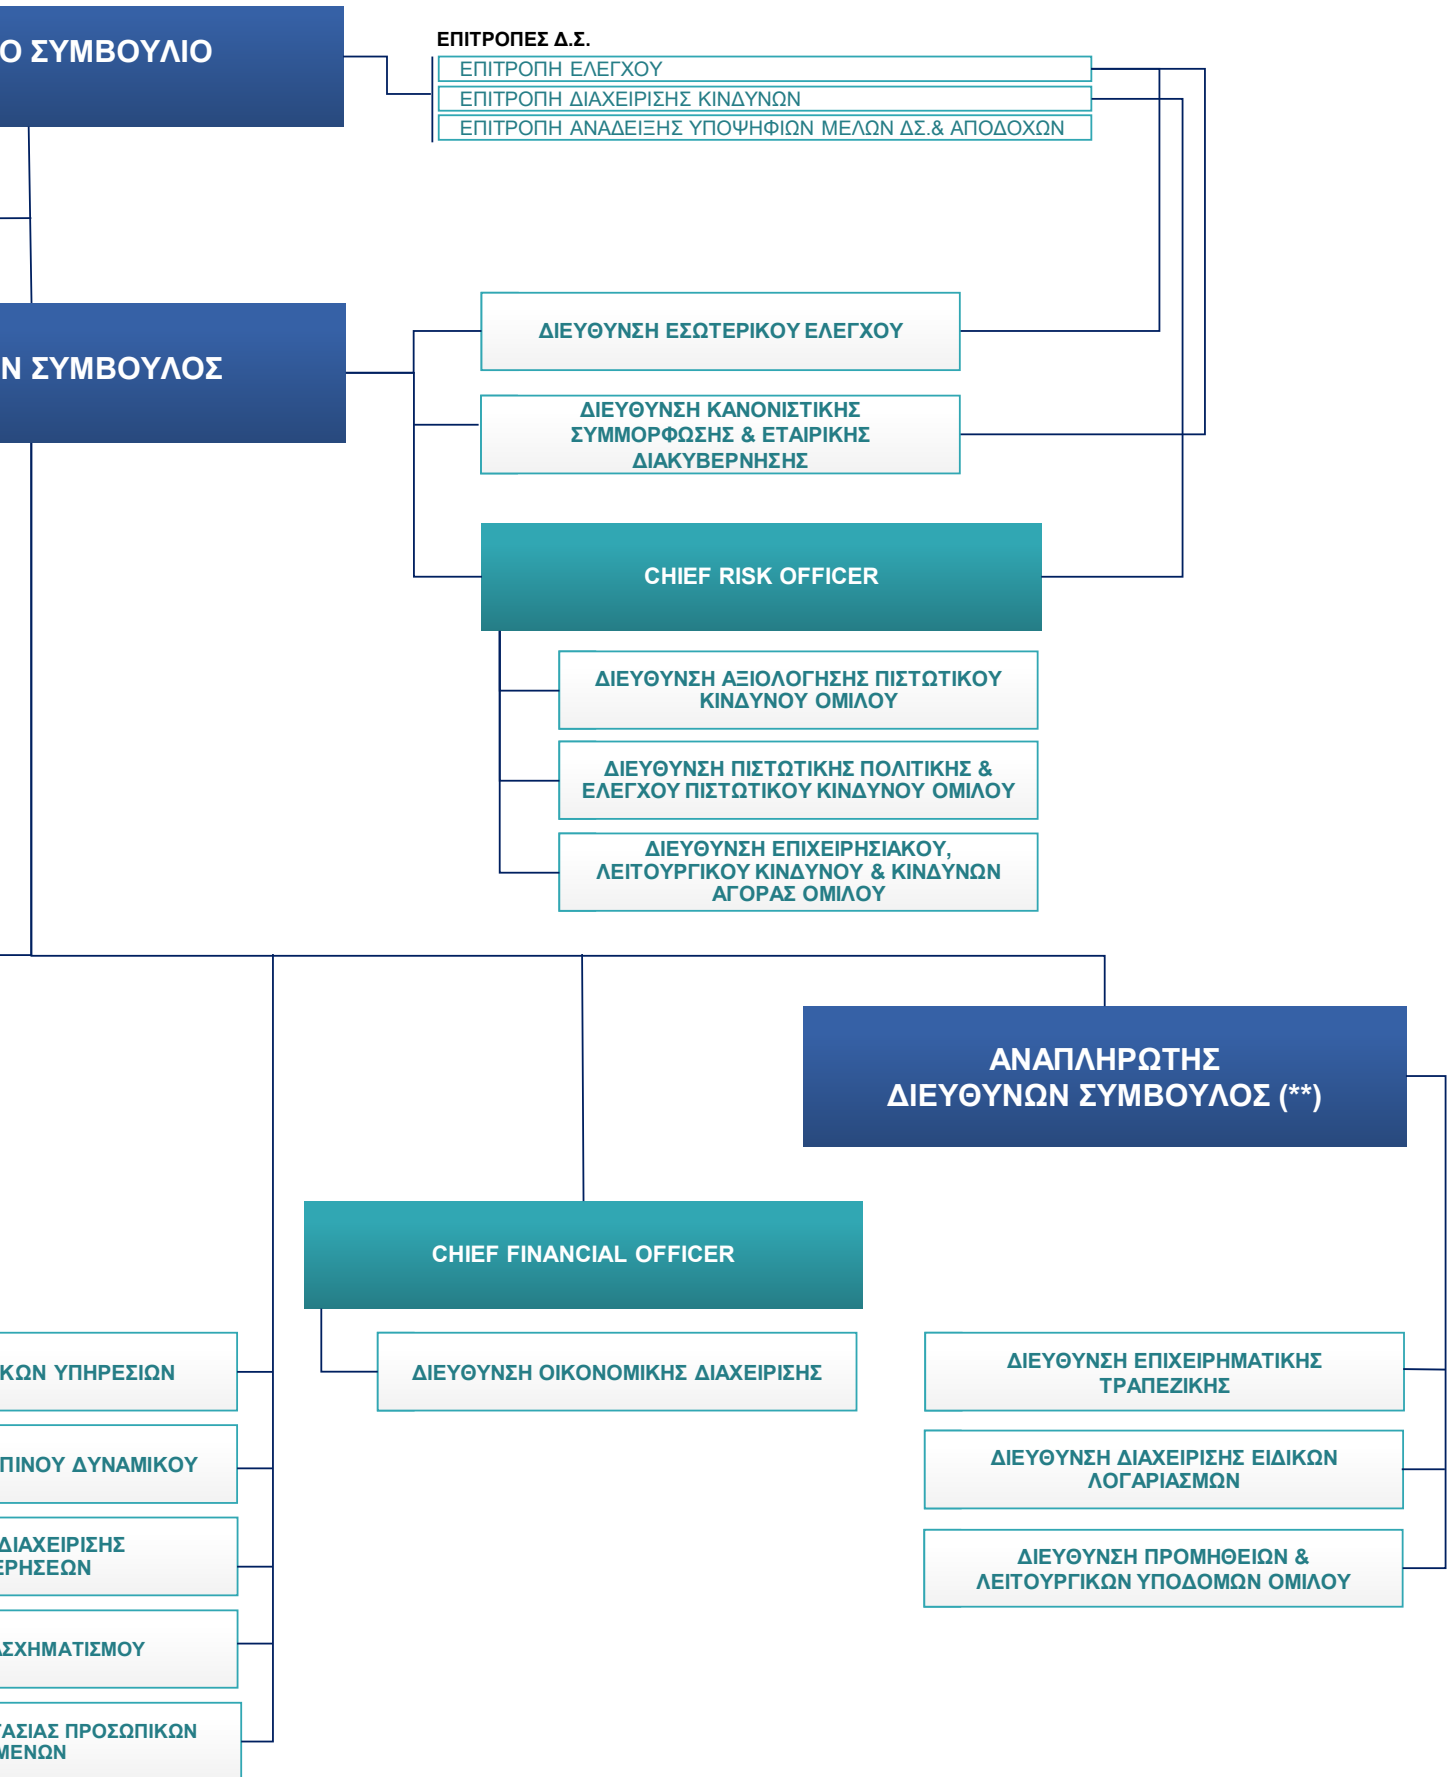 Ο ΣΥΜΒΟΥΛΙΟ
ΕΠΙΤΡΟΠΕΣ Δ.Σ.
ΕΠΙΤΡΟΠΗ ΕΛΕΓΧΟΥ
ΕΠΙΤΡΟΠΗ ΔΙΑΧΕΙΡΙΣΗΣ ΚΙΝΔΥΝΩΝ
ΕΠΙΤΡΟΠΗ ΑΝΑΔΕΙΞΗΣ ΥΠΟΨΗΦΙΩΝ ΜΕΛΩΝ ΔΣ.& ΑΠΟΔΟΧΩΝ
Ν ΣΥΜΒΟΥΛΟΣ
ΔΙΕΥΘΥΝΣΗ ΕΣΩΤΕΡΙΚΟΥ ΕΛΕΓΧΟΥ
ΔΙΕΥΘΥΝΣΗ ΚΑΝΟΝΙΣΤΙΚΗΣ
ΣΥΜΜΟΡΦΩΣΗΣ & ΕΤΑΙΡΙΚΗΣ
ΔΙΑΚΥΒΕΡΝΗΣΗΣ
CHIEF RISK OFFICER
ΔΙΕΥΘΥΝΣΗ ΑΞΙΟΛΟΓΗΣΗΣ ΠΙΣΤΩΤΙΚΟΥ
ΚΙΝΔΥΝΟΥ ΟΜΙΛΟΥ
ΔΙΕΥΘΥΝΣΗ ΠΙΣΤΩΤΙΚΗΣ ΠΟΛΙΤΙΚΗΣ &
ΕΛΕΓΧΟΥ ΠΙΣΤΩΤΙΚΟΥ ΚΙΝΔΥΝΟΥ ΟΜΙΛΟΥ
ΔΙΕΥΘΥΝΣΗ ΕΠΙΧΕΙΡΗΣΙΑΚΟΥ,
ΛΕΙΤΟΥΡΓΙΚΟΥ ΚΙΝΔΥΝΟΥ & ΚΙΝΔΥΝΩΝ
ΑΓΟΡΑΣ ΟΜΙΛΟΥ
ΑΝΑΠΛΗΡΩΤΗΣ
ΔΙΕΥΘΥΝΩΝ ΣΥΜΒΟΥΛΟΣ (**)
CHIEF FINANCIAL OFFICER
ΚΩΝ ΥΠΗΡΕΣΙΩΝ
ΠΙΝΟΥ ΔΥΝΑΜΙΚΟΥ
ΔΙΑΧΕΙΡΙΣΗΣ
ΕΡΗΣΕΩΝ
ΑΣΧΗΜΑΤΙΣΜΟΥ
ΤΑΣΙΑΣ ΠΡΟΣΩΠΙΚΩΝ
ΜΕΝΩΝ
ΔΙΕΥΘΥΝΣΗ ΟΙΚΟΝΟΜΙΚΗΣ ΔΙΑΧΕΙΡΙΣΗΣ
ΔΙΕΥΘΥΝΣΗ ΕΠΙΧΕΙΡΗΜΑΤΙΚΗΣ
ΤΡΑΠΕΖΙΚΗΣ
ΔΙΕΥΘΥΝΣΗ ΔΙΑΧΕΙΡΙΣΗΣ ΕΙΔΙΚΩΝ
ΛΟΓΑΡΙΑΣΜΩΝ
ΔΙΕΥΘΥΝΣΗ ΠΡΟΜΗΘΕΙΩΝ &
ΛΕΙΤΟΥΡΓΙΚΩΝ ΥΠΟΔΟΜΩΝ ΟΜΙΛΟΥ